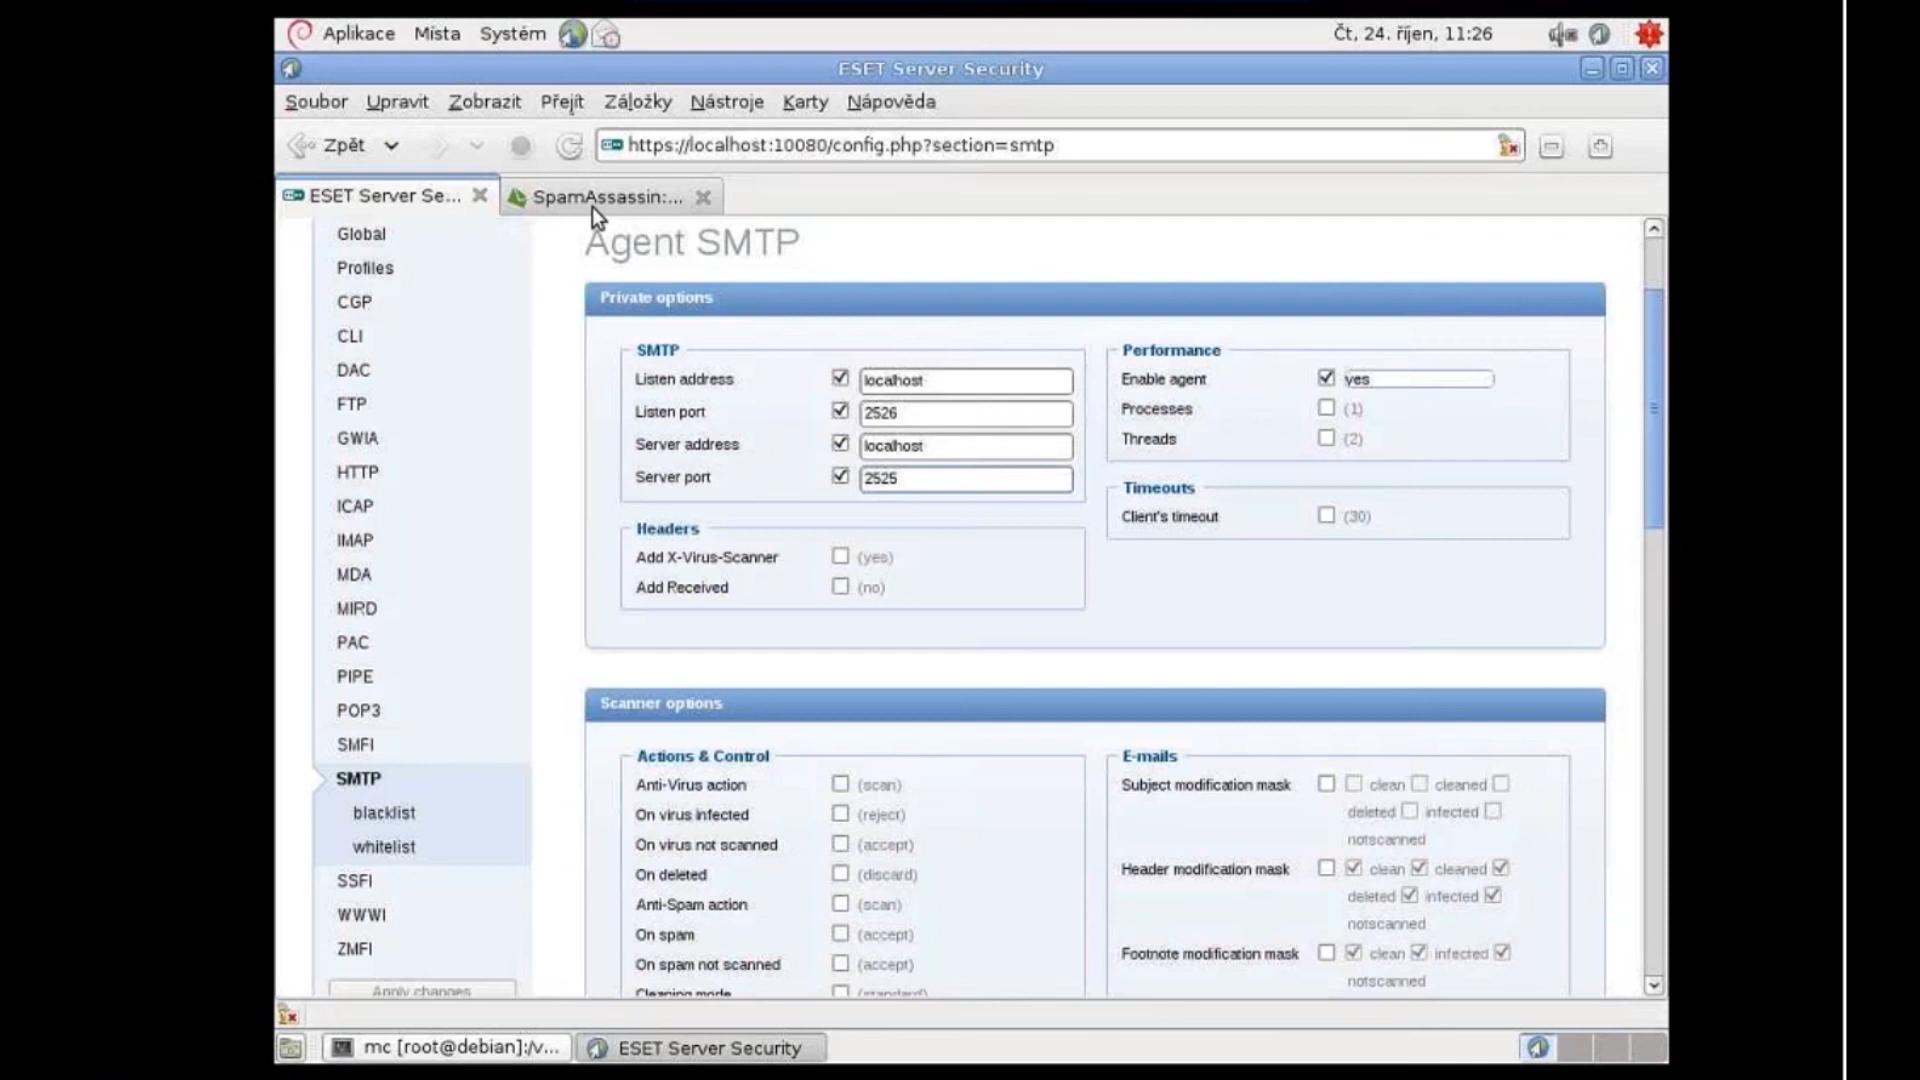 Aplikace Místa Systém Čt, 24. říjen, 11:26
ESET Server Security
Soubor Upravit Zobrazit Přejít Záložky Nástroje Karty Nápověda
Zpět https://localhost:10080/config.php?section=smtp
ESET Server Se... SpamAssassin:...
Global
Profiles
CGP
CLI
DAC
FTP
GWIA
HTTP
ICAP
IMAP
MDA
MIRD
PAC
PIPE
POP3
SMFI
SMTP
blacklist
whitelist
SSFI
WWWI
ZMFI
Apply changes
Agent SMTP
Private options
SMTP
Listen address localhost
Listen port 2526
Server address localhost
Server port 2525
Headers
Add X-Virus-Scanner (yes)
Add Received (no)
Performance
Enable agent yes
Processes (1)
Threads (2)
Timeouts
Client's timeout (30)
Scanner options
Actions & Control
Anti-Virus action (scan)
On virus infected (reject)
On virus not scanned (accept)
On deleted (discard)
Anti-Spam action (scan)
On spam (accept)
On spam not scanned (accept)
Cleaning mode (standard)
E-mails
Subject modification mask clean cleaned
deleted infected
notscanned
Header modification mask clean cleaned
deleted infected
notscanned
Footnote modification mask clean infected
notscanned
mc [root@debian]:/v... ESET Server Security